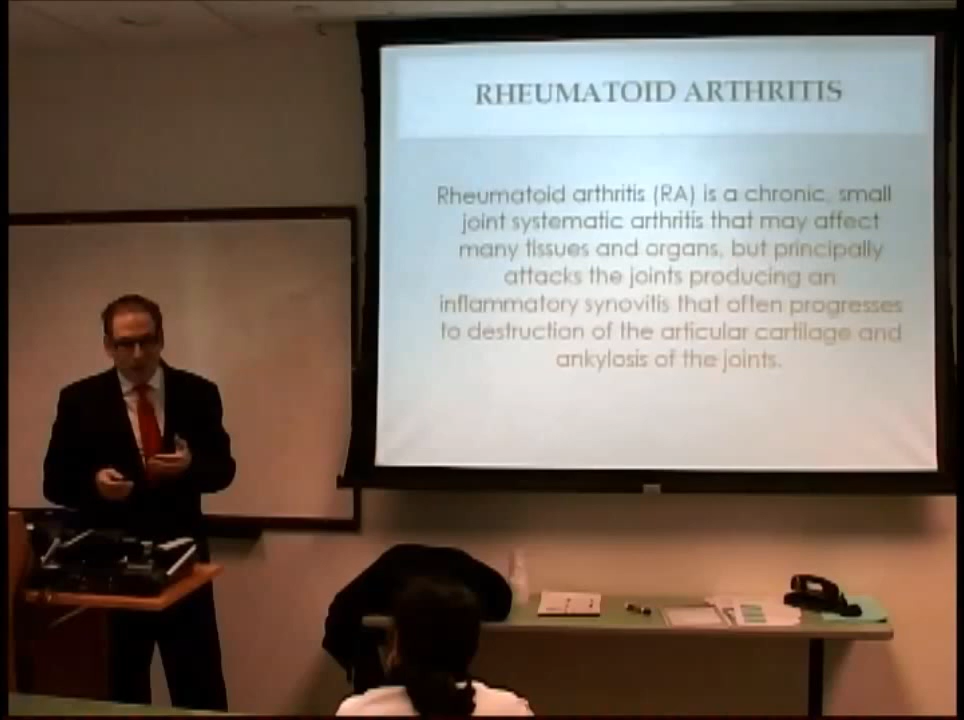 RHEUMATOID ARTHRITIS
Rheumatoid arthritis (RA) is a chronic, small
joint systematic arthritis that may affect
many tissues and organs, but principally
attacks the joints producing an
inflammatory synovitis that often progresses
to destruction of the articular cartilage and
ankylosis of the joints.